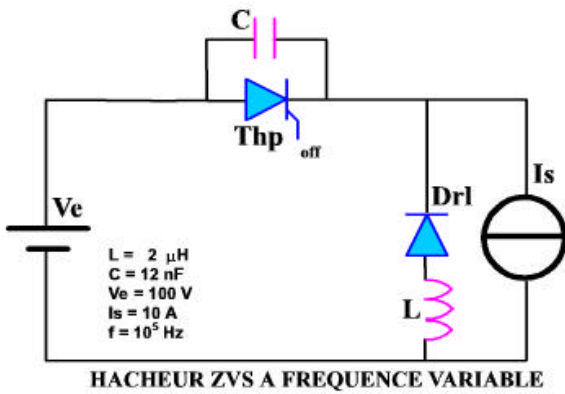 C
Thp
off
Drl
Is
Ve
L = 2 μH
C = 12 nF
Ve = 100 V
Is = 10 A
f = 10⁵ Hz
L
HACHEUR ZVS A FREQUENCE VARIABLE